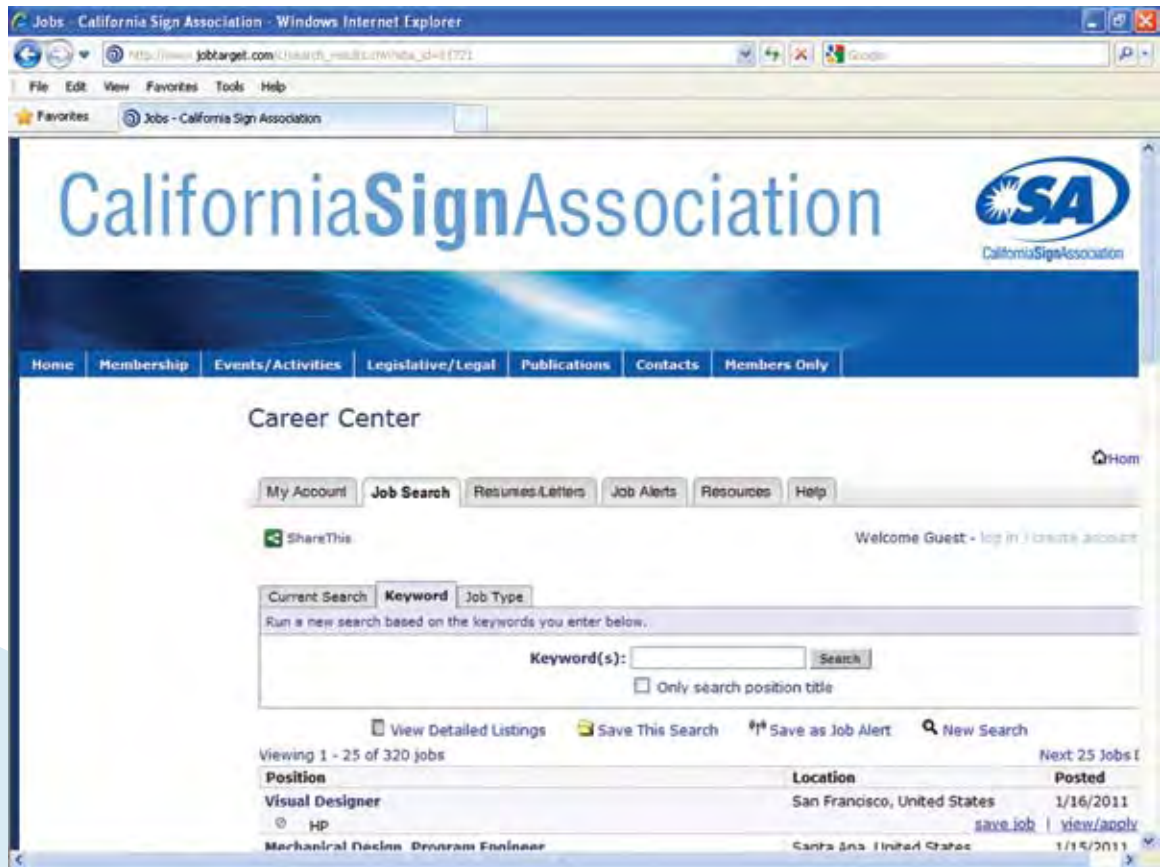 Jobs - California Sign Association - Windows Internet Explorer
jobtarget.com
Google
File Edit View Favorites Tools Help
Favorites Jobs - California Sign Association
CaliforniaSignAssociation
CSA
CaliforniaSignAssociation
Home Membership Events/Activities Legislative/Legal Publications Contacts Members Only
Career Center
Hom
My Account Job Search Resumes/Letters Job Alerts Resources Help
ShareThis Welcome Guest - log in / create account
Current Search Keyword Job Type
Run a new search based on the keywords you enter below.
Keyword(s): Search
Only search position title
View Detailed Listings Save This Search Save as Job Alert New Search
Viewing 1 - 25 of 320 jobs Next 25 Jobs
Position Location Posted
Visual Designer San Francisco, United States 1/16/2011
HP save job | view/apply
Mechanical Design, Program Engineer Santa Ana, United States 1/15/2011